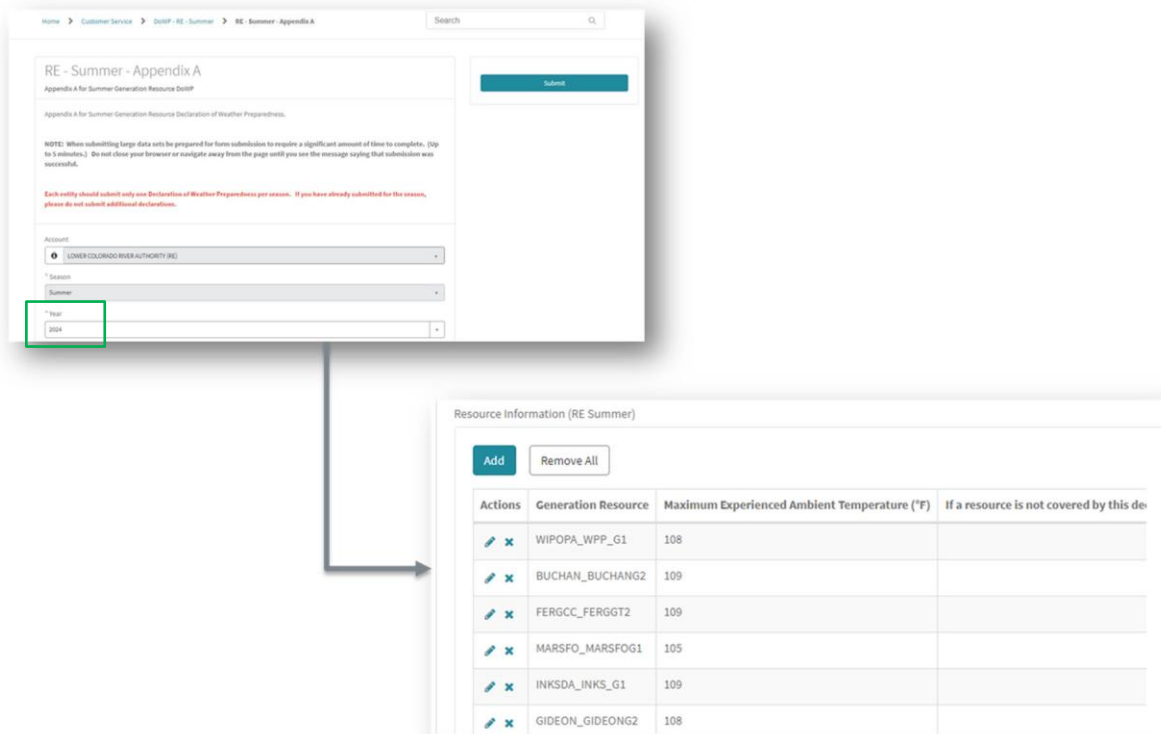 Home > Customer Service > DoWP - RE - Summer > RE - Summer - Appendix A
Search
RE - Summer - Appendix A
Appendix A for Summer Generation Resource DoWP
Submit
Appendix A for Summer Generation Resource Declaration of Weather Preparedness.
NOTE: When submitting large data sets be prepared for form submission to require a significant amount of time to complete. (Up
to 5 minutes.) Do not close your browser or navigate away from the page until you see the message saying that submission was
successful.
Each entity should submit only one Declaration of Weather Preparedness per season. If you have already submitted for the season,
please do not submit additional declarations.
Account
LOWER COLORADO RIVER AUTHORITY (RE)
* Season
Summer
* Year
2024
Resource Information (RE Summer)
Add Remove All
Actions Generation Resource Maximum Experienced Ambient Temperature (°F) If a resource is not covered by this de
WIPOPA_WPP_G1 108
BUCHAN_BUCHANG2 109
FERGCC_FERGGT2 109
MARSFO_MARSFOG1 105
INKSDA_INKS_G1 109
GIDEON_GIDEONG2 108